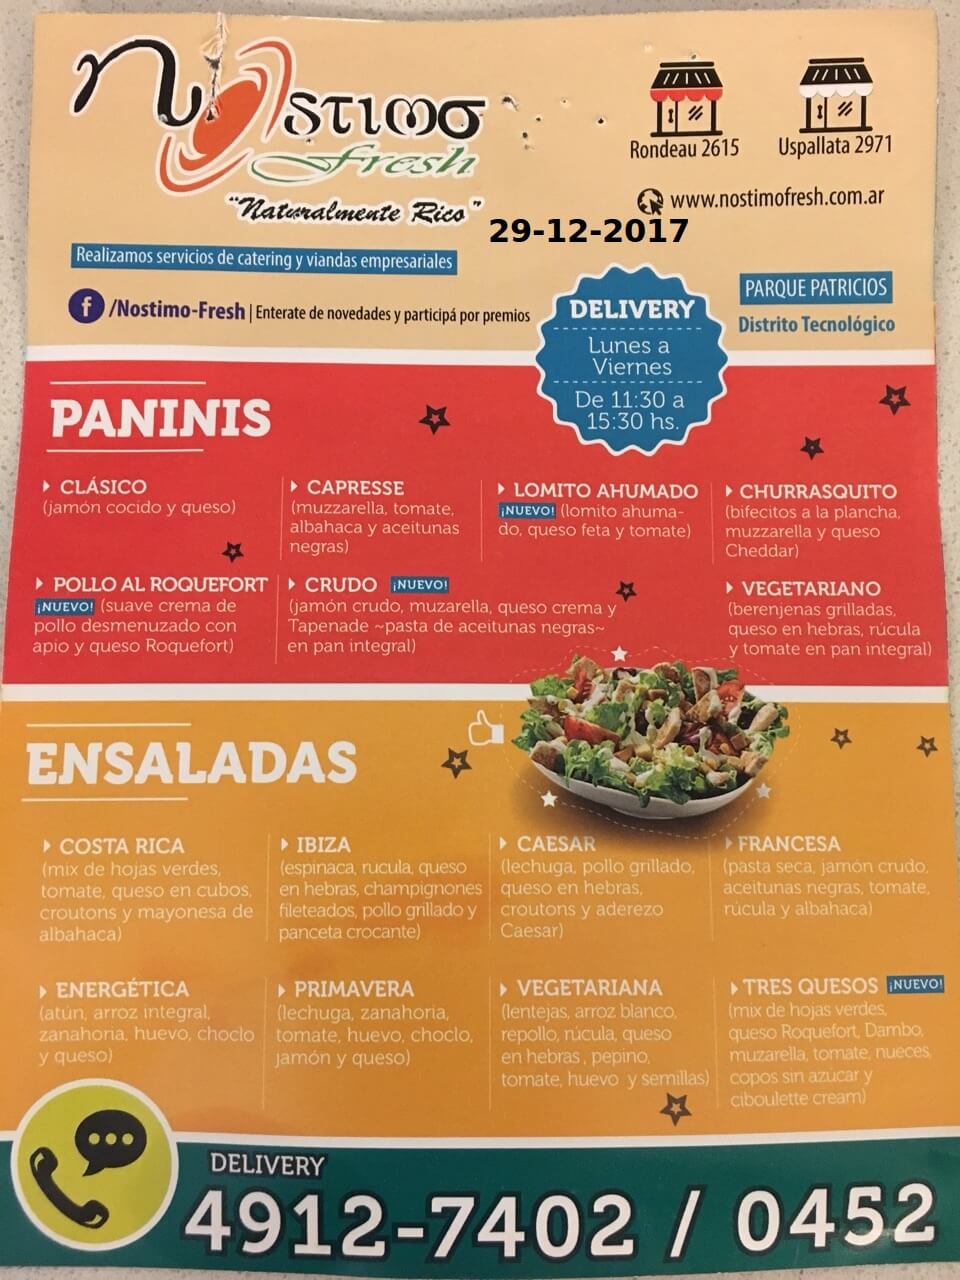 Nostimo
fresh
"Naturalmente Rico"
Rondeau 2615
Uspallata 2971
www.nostimofresh.com.ar
29-12-2017
Realizamos servicios de catering y viandas empresariales
f /Nostimo-Fresh | Enterate de novedades y participá por premios
DELIVERY
Lunes a
Viernes
De 11:30 a
15:30 hs.
PARQUE PATRICIOS
Distrito Tecnológico
PANINIS
CLÁSICO
(jamón cocido y queso)
CAPRESSE
(muzzarella, tomate,
albahaca y aceitunas
negras)
LOMITO AHUMADO
¡NUEVO! (lomito ahuma-
do, queso feta y tomate)
CHURRASQUITO
(bifecitos a la plancha,
muzzarella y queso
Cheddar)
POLLO AL ROQUEFORT
¡NUEVO! (suave crema de
pollo desmenuzado con
apio y queso Roquefort)
CRUDO ¡NUEVO!
(jamón crudo, muzarella, queso crema y
Tapenade ~pasta de aceitunas negras~
en pan integral)
VEGETARIANO
(berenjenas grilladas,
queso en hebras, rúcula
y tomate en pan integral)
ENSALADAS
COSTA RICA
(mix de hojas verdes,
tomate, queso en cubos,
croutons y mayonesa de
albahaca)
IBIZA
(espinaca, rucula, queso
en hebras, champignones
fileteados, pollo grillado y
panceta crocante)
CAESAR
(lechuga, pollo grillado,
queso en hebras,
croutons y aderezo
Caesar)
FRANCESA
(pasta seca, jamón crudo,
aceitunas negras, tomate,
rúcula y albahaca)
ENERGÉTICA
(atún, arroz integral,
zanahoria, huevo, choclo
y queso)
PRIMAVERA
(lechuga, zanahoria,
tomate, huevo, choclo,
jamón y queso)
VEGETARIANA
(lentejas, arroz blanco,
repollo, rúcula, queso
en hebras , pepino,
tomate, huevo y semillas)
TRES QUESOS ¡NUEVO!
(mix de hojas verdes,
queso Roquefort, Dambo,
muzarella, tomate, nueces,
copos sin azúcar y
ciboulette cream)
DELIVERY
4912-7402 / 0452